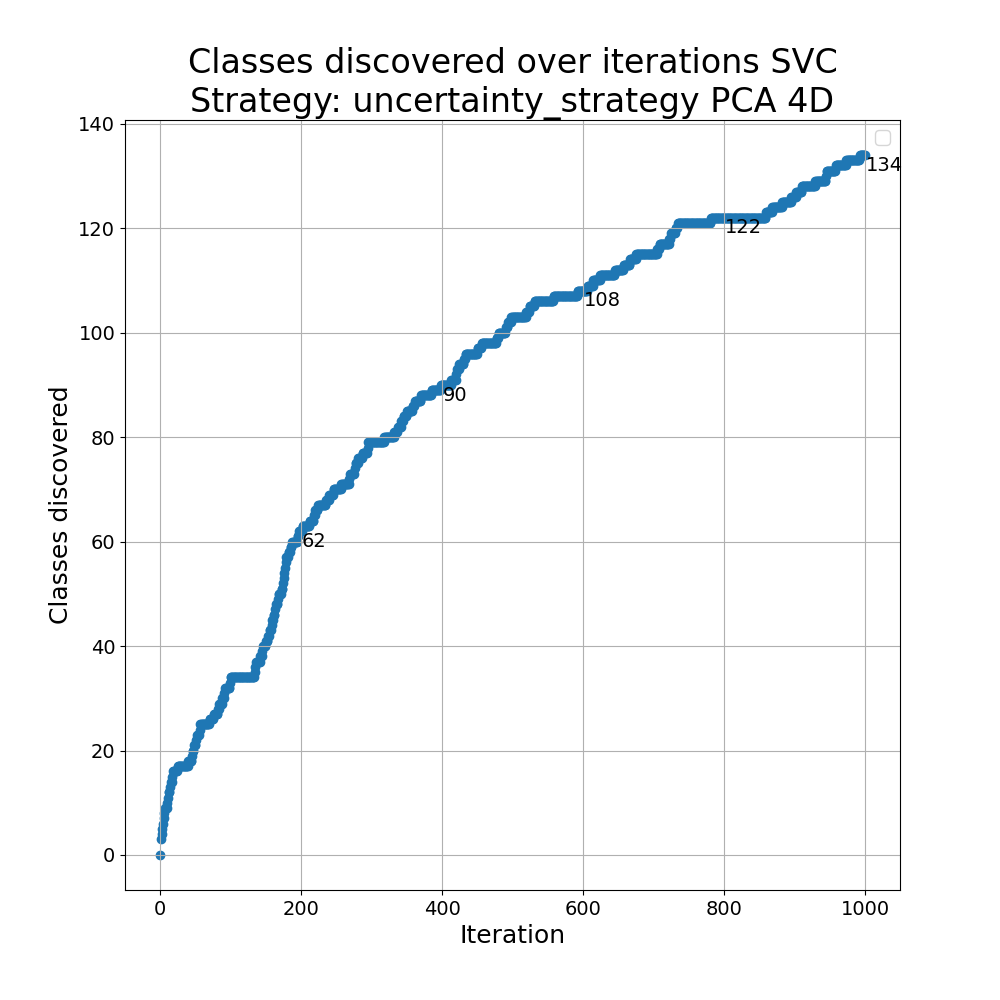 Classes discovered over iterations SVC
Strategy: uncertainty_strategy PCA 4D
140
120
100
80
60
40
20
0
Classes discovered
62
90
108
122
134
0 200 400 600 800 1000
Iteration